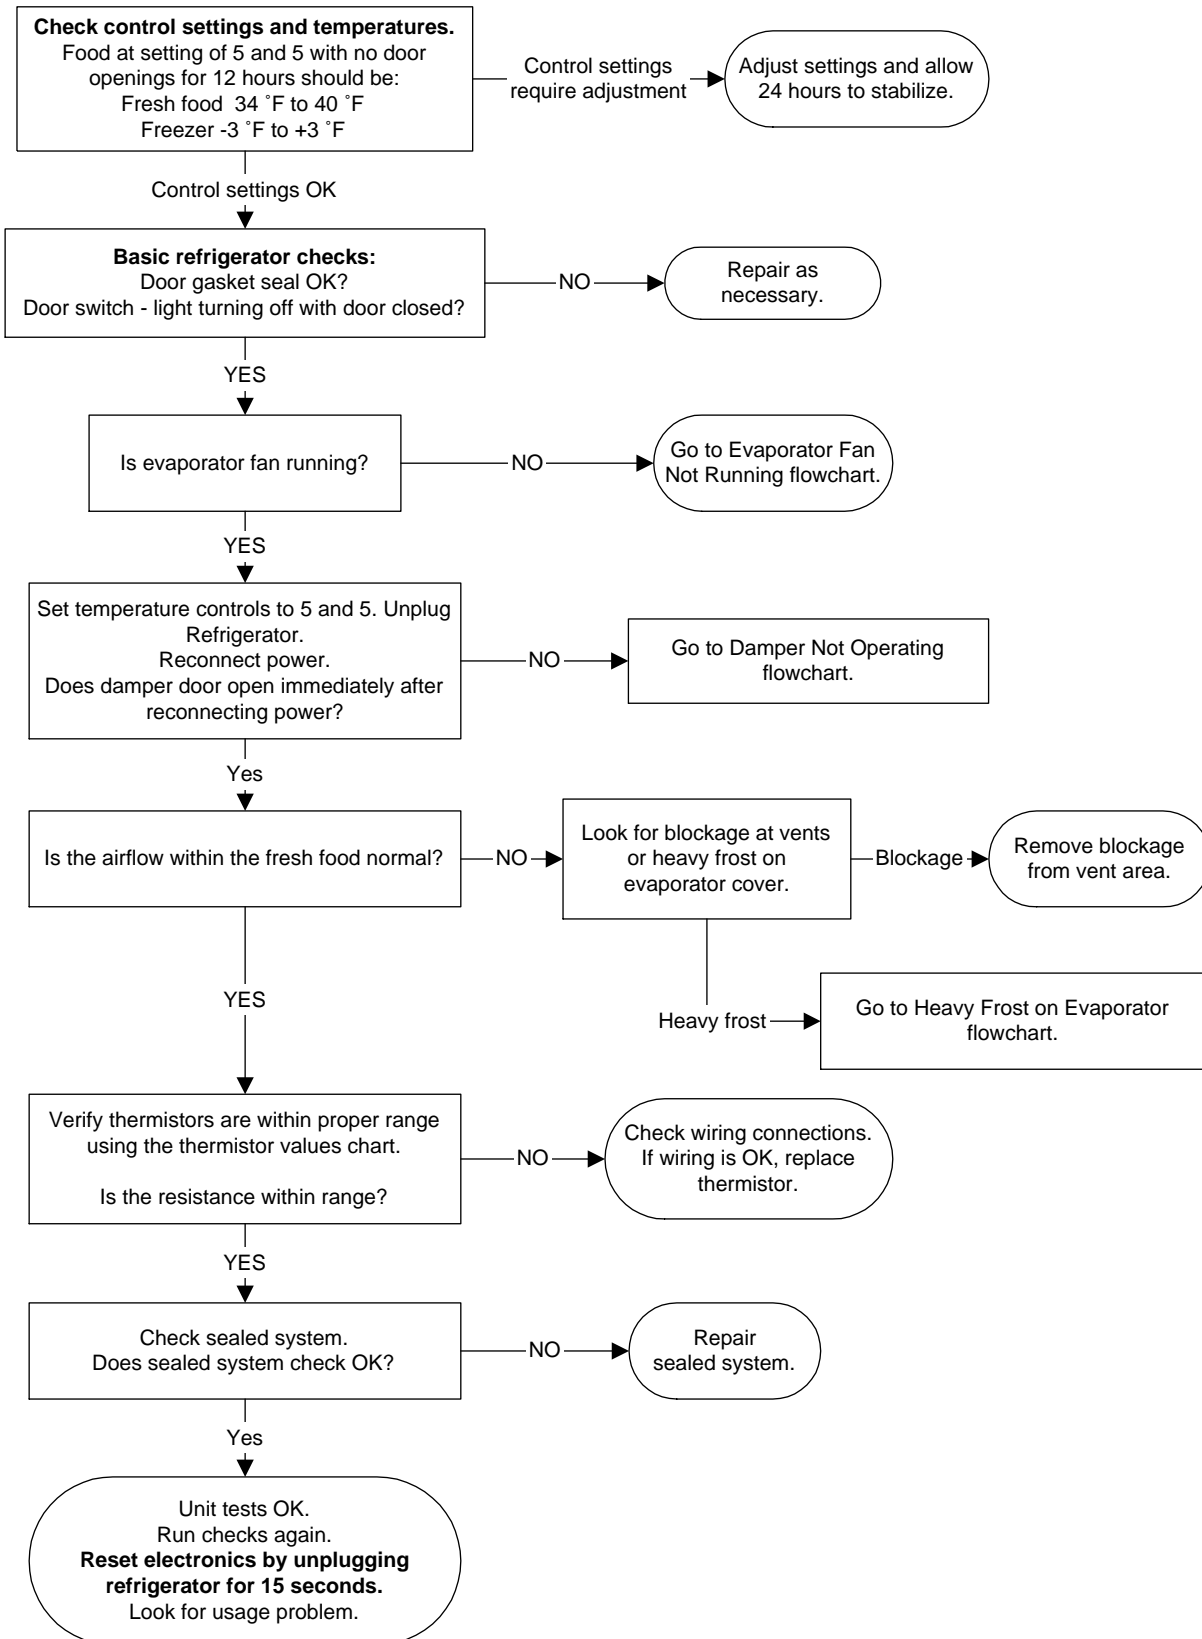 Check control settings and temperatures.
Food at setting of 5 and 5 with no door
openings for 12 hours should be:
Fresh food 34 ˚F to 40 ˚F
Freezer -3 ˚F to +3 ˚F
Control settings
require adjustment
Adjust settings and allow
24 hours to stabilize.
Control settings OK
Basic refrigerator checks:
Door gasket seal OK?
Door switch - light turning off with door closed?
NO
Repair as
necessary.
YES
Is evaporator fan running?
NO
Go to Evaporator Fan
Not Running flowchart.
YES
Set temperature controls to 5 and 5. Unplug
Refrigerator.
Reconnect power.
Does damper door open immediately after
reconnecting power?
NO
Go to Damper Not Operating
flowchart.
Yes
Is the airflow within the fresh food normal?
NO
Look for blockage at vents
or heavy frost on
evaporator cover.
Blockage
Remove blockage
from vent area.
YES
Heavy frost
Go to Heavy Frost on Evaporator
flowchart.
Verify thermistors are within proper range
using the thermistor values chart.
Is the resistance within range?
NO
Check wiring connections.
If wiring is OK, replace
thermistor.
YES
Check sealed system.
Does sealed system check OK?
NO
Repair
sealed system.
Yes
Unit tests OK.
Run checks again.
Reset electronics by unplugging
refrigerator for 15 seconds.
Look for usage problem.